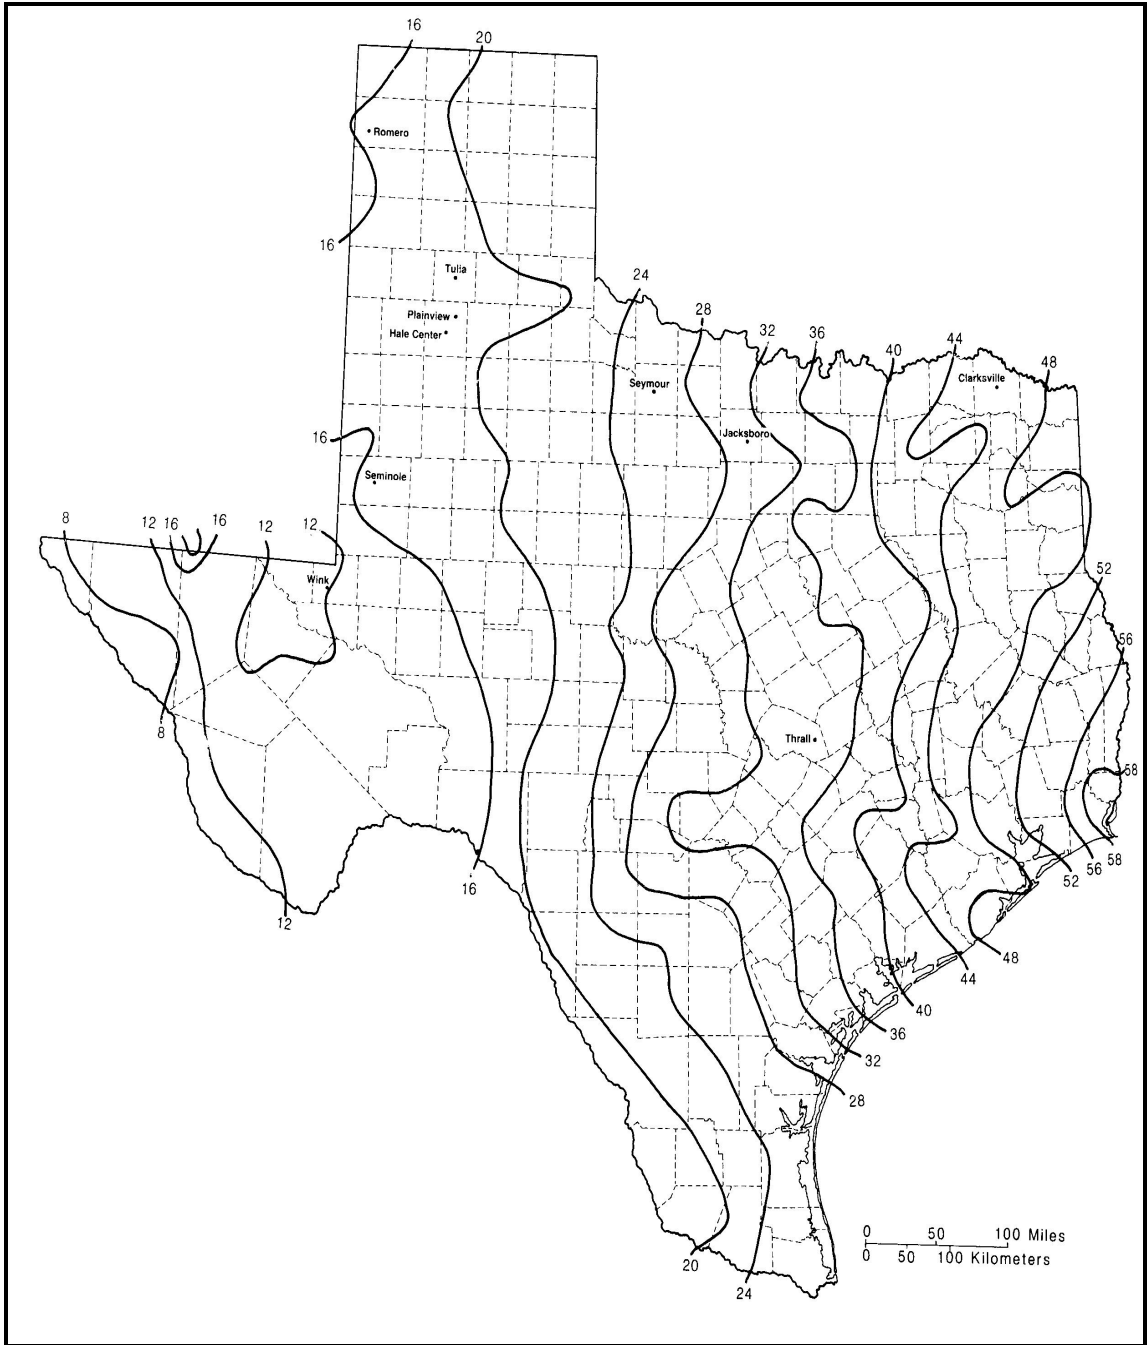 16
20
Romero
16
Tulia
Plainview
Hale Center
24
28
32
36
40
44
48
Seymour
Clarksville
Jacksboro
16
Seminole
8
12
16
16
12
12
Wink
52
56
8
Thrall
58
16
12
52
56
58
48
44
40
36
32
28
20
24
0 50 100 Miles
0 50 100 Kilometers